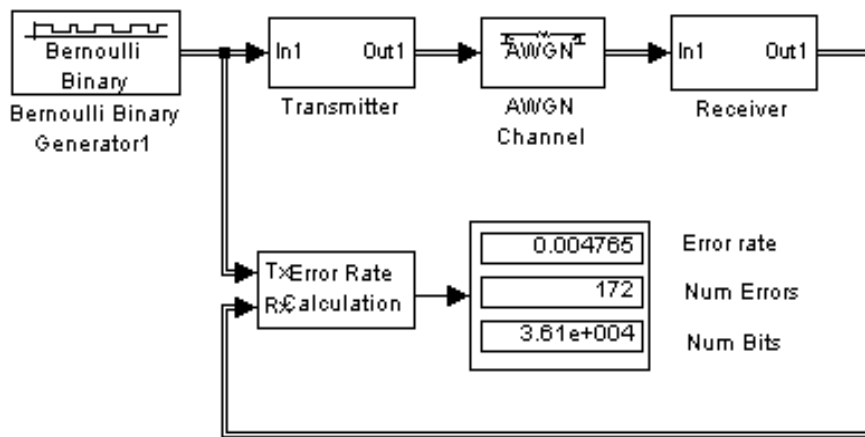 Bernoulli
Binary
Bernoulli Binary
Generator1
In1 Out1
Transmitter
AWGN
AWGN
Channel
In1 Out1
Receiver
Tx Error Rate
Rx Calculation
0.004765 Error rate
172 Num Errors
3.61e+004 Num Bits